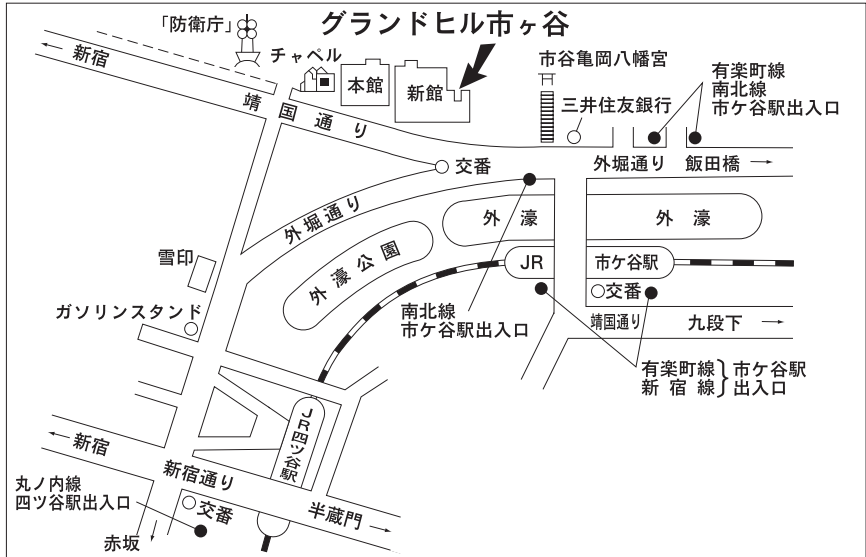 グランドヒル市ヶ谷
「防衛庁」
新宿
チャペル
本館
新館
市谷亀岡八幡宮
三井住友銀行
有楽町線
南北線
市ケ谷駅出入口
靖国通り
交番
外堀通り
飯田橋
外堀通り
外濠
外濠
外濠公園
雪印
JR
市ケ谷駅
交番
ガソリンスタンド
南北線
市ケ谷駅出入口
靖国通り
九段下
有楽町線
新宿線
市ケ谷駅
出入口
JR四ツ谷駅
新宿
新宿通り
丸ノ内線
四ツ谷駅出入口
交番
半蔵門
赤坂